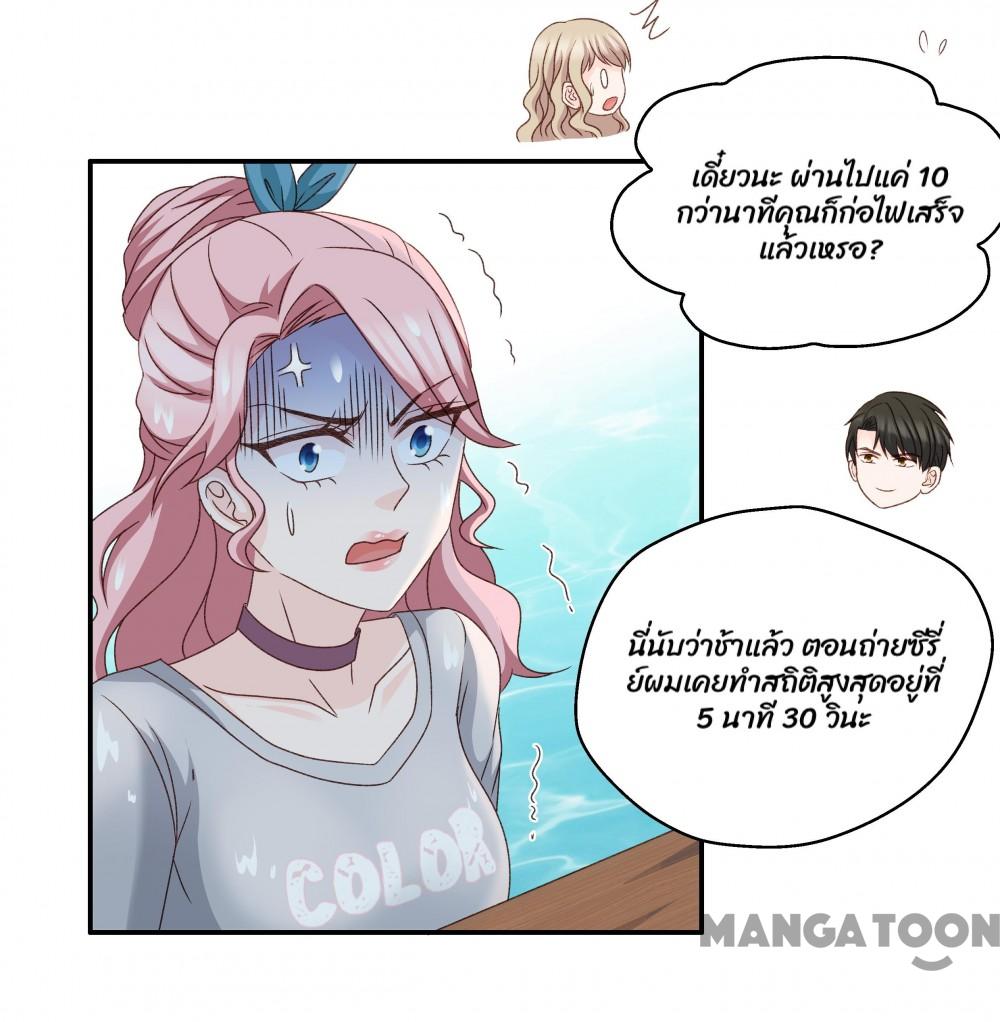 เดี๋ยวนะ ผ่านไปแค่ 10
กว่านาทีคุณก็ก่อไฟเสร็จ
แล้วเหรอ?
นี่นับว่าช้าแล้ว ตอนถ่ายซีรี่
ย์ผมเคยทำสถิติสูงสุดอยู่ที่
5 นาที 30 วินะ
COLOR
MANGATOON